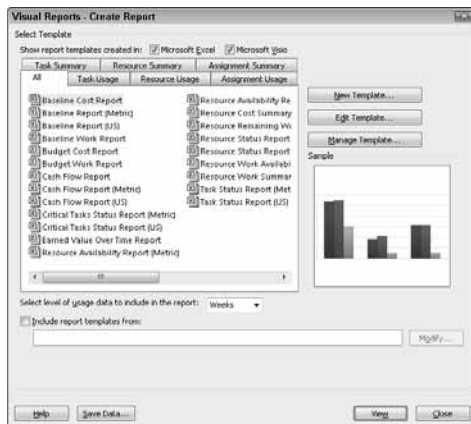 Visual Reports - Create Report
Select Template
Show report templates created in: Microsoft Excel Microsoft Visio
Task Summary Resource Summary Assignment Summary
All Task Usage Resource Usage Assignment Usage
Baseline Cost Report
Baseline Report (Metric)
Baseline Report (US)
Baseline Work Report
Budget Cost Report
Budget Work Report
Cash Flow Report
Cash Flow Report (Metric)
Cash Flow Report (US)
Critical Tasks Status Report (Metric)
Critical Tasks Status Report (US)
Earned Value Over Time Report
Resource Availability Report (Metric)
Resource Availability Re
Resource Cost Summary
Resource Remaining Wo
Resource Status Report
Resource Status Report
Resource Work Availabi
Resource Work Summar
Task Status Report (Met
Task Status Report (US)
New Template...
Edit Template...
Manage Template...
Sample
Select level of usage data to include in the report: Weeks
Include report templates from:
Modify...
Help Save Data... View Close